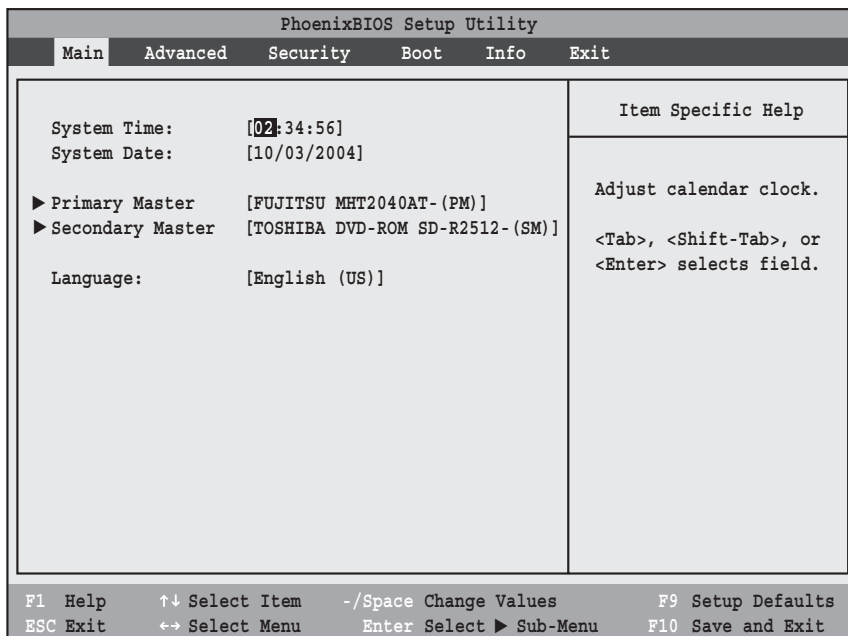 PhoenixBIOS Setup Utility
Main Advanced Security Boot Info Exit
System Time: [02:34:56]
System Date: [10/03/2004]
▶ Primary Master [FUJITSU MHT2040AT-(PM)]
▶ Secondary Master [TOSHIBA DVD-ROM SD-R2512-(SM)]
Language: [English (US)]
Item Specific Help
Adjust calendar clock.
<Tab>, <Shift-Tab>, or
<Enter> selects field.
F1 Help ↑↓ Select Item -/Space Change Values F9 Setup Defaults
ESC Exit ←→ Select Menu Enter Select ▶ Sub-Menu F10 Save and Exit